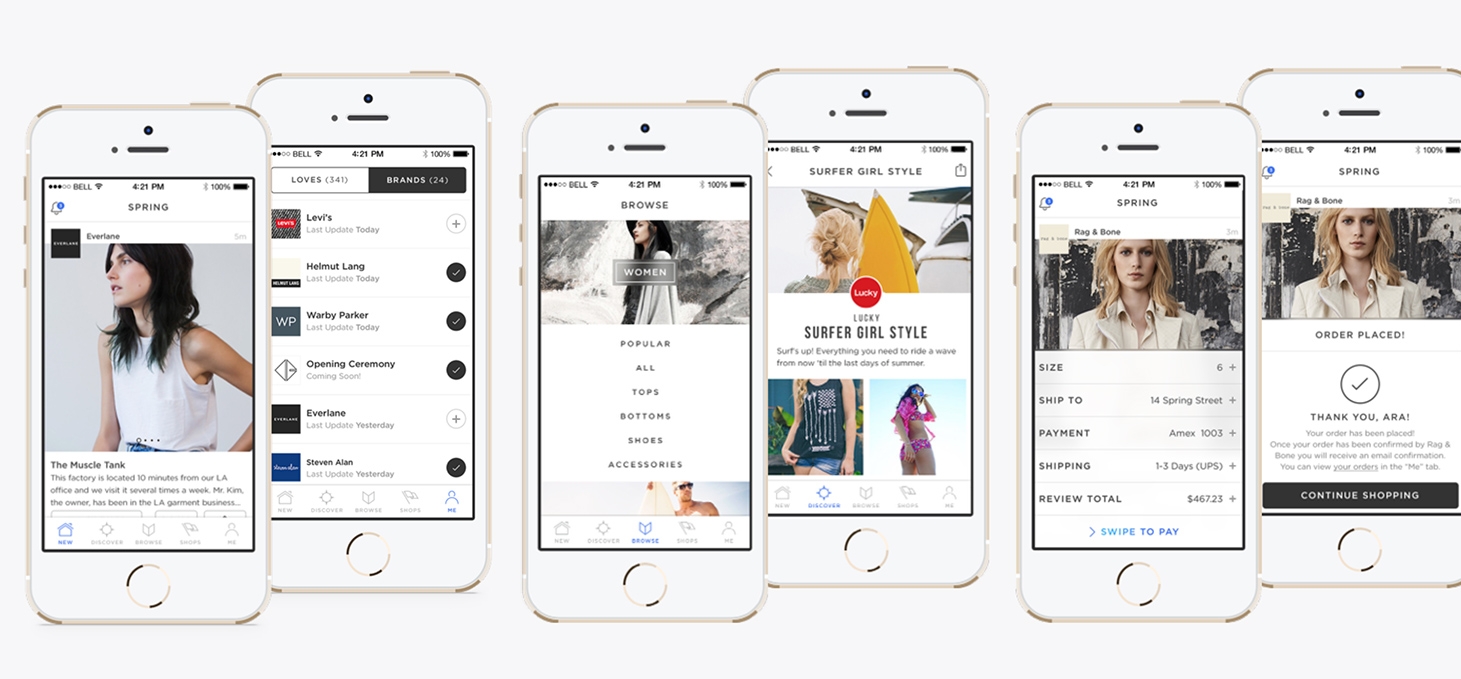 BELL
4:21 PM
100%
1
SPRING
EVERLANE
Everlane
5m
The Muscle Tank
This factory is located 10 minutes from our LA
office and we visit it several times a week. Mr. Kim,
the owner, has been in the LA garment business...
NEW
DISCOVER
BROWSE
SHOPS
ME
BELL
4:21 PM
100%
LOVES (341)
BRANDS (24)
LEVI'S
Levi's
Last Update Today
HELMUT LANG
Helmut Lang
Last Update Today
WP
Warby Parker
Last Update Today
Opening Ceremony
Coming Soon!
EVERLANE
Everlane
Last Update Yesterday
Steven Alan
Steven Alan
Last Update Yesterday
NEW
DISCOVER
BROWSE
SHOPS
ME
BELL
4:21 PM
100%
BROWSE
WOMEN
POPULAR
ALL
TOPS
BOTTOMS
SHOES
ACCESSORIES
NEW
DISCOVER
BROWSE
SHOPS
ME
BELL
4:21 PM
100%
SURFER GIRL STYLE
Lucky
LUCKY
SURFER GIRL STYLE
Surf's up! Everything you need to ride a wave
from now 'til the last days of summer.
NEW
DISCOVER
BROWSE
SHOPS
ME
BELL
4:21 PM
100%
1
SPRING
RAG & BONE
Rag & Bone
3m
SIZE
6 +
SHIP TO
14 Spring Street +
PAYMENT
Amex 1003 +
SHIPPING
1-3 Days (UPS) +
REVIEW TOTAL
$467.23 +
SWIPE TO PAY
BELL
4:21 PM
100%
1
SPRING
Rag & Bone
3m
ORDER PLACED!
THANK YOU, ARA!
Your order has been placed!
Once your order has been confirmed by Rag &
Bone you will receive an email confirmation.
You can view your orders in the "Me" tab.
CONTINUE SHOPPING